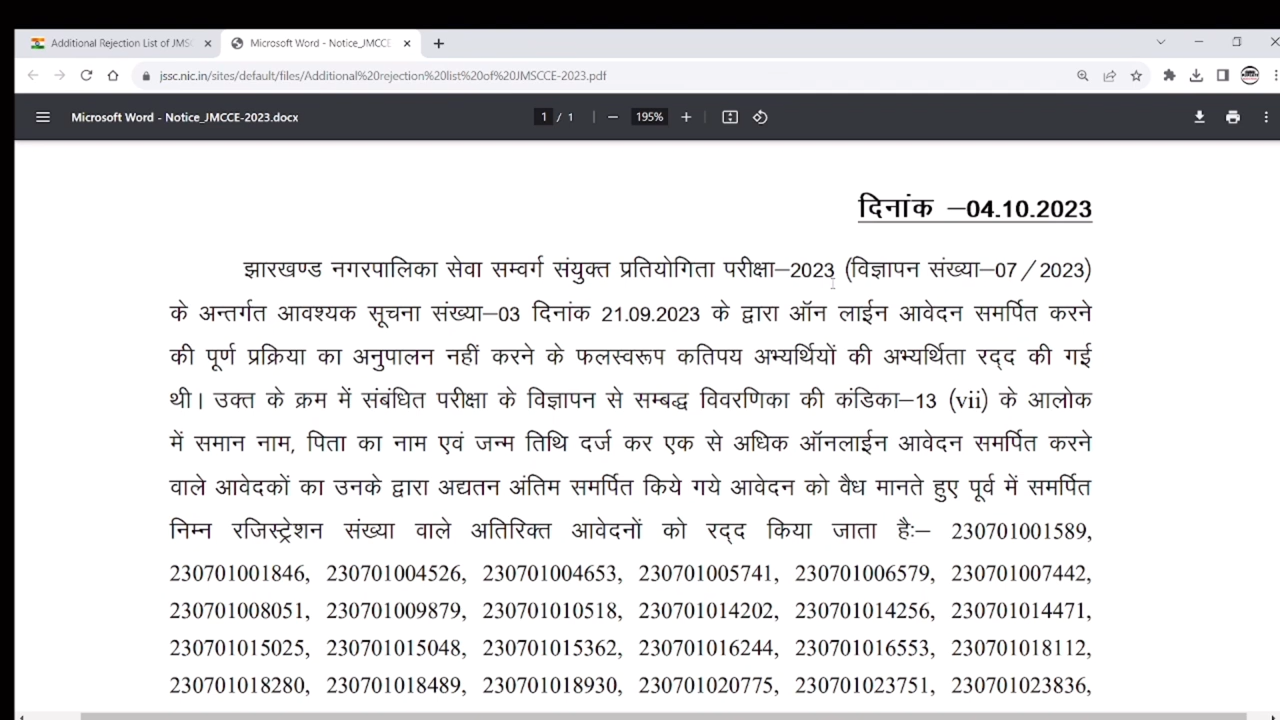 Additional Rejection List of JMSC
Microsoft Word - Notice_JMCCE
jssc.nic.in/sites/default/files/Additional%20rejection%20list%20of%20JMSCCE-2023.pdf
Microsoft Word - Notice_JMCCE-2023.docx
1 / 1
195%
दिनांक –04.10.2023
झारखण्ड नगरपालिका सेवा सम्वर्ग संयुक्त प्रतियोगिता परीक्षा–2023 (विज्ञापन संख्या–07/2023)
के अन्तर्गत आवश्यक सूचना संख्या–03 दिनांक 21.09.2023 के द्वारा ऑन लाईन आवेदन समर्पित करने
की पूर्ण प्रक्रिया का अनुपालन नहीं करने के फलस्वरूप कतिपय अभ्यर्थियों की अभ्यर्थिता रद्द की गई
थी। उक्त के क्रम में संबंधित परीक्षा के विज्ञापन से सम्बद्ध विवरणिका की कंडिका–13 (vii) के आलोक
में समान नाम, पिता का नाम एवं जन्म तिथि दर्ज कर एक से अधिक ऑनलाईन आवेदन समर्पित करने
वाले आवेदकों का उनके द्वारा अद्यतन अंतिम समर्पित किये गये आवेदन को वैध मानते हुए पूर्व में समर्पित
निम्न रजिस्ट्रेशन संख्या वाले अतिरिक्त आवेदनों को रद्द किया जाता हैः– 230701001589,
230701001846, 230701004526, 230701004653, 230701005741, 230701006579, 230701007442,
230701008051, 230701009879, 230701010518, 230701014202, 230701014256, 230701014471,
230701015025, 230701015048, 230701015362, 230701016244, 230701016553, 230701018112,
230701018280, 230701018489, 230701018930, 230701020775, 230701023751, 230701023836,